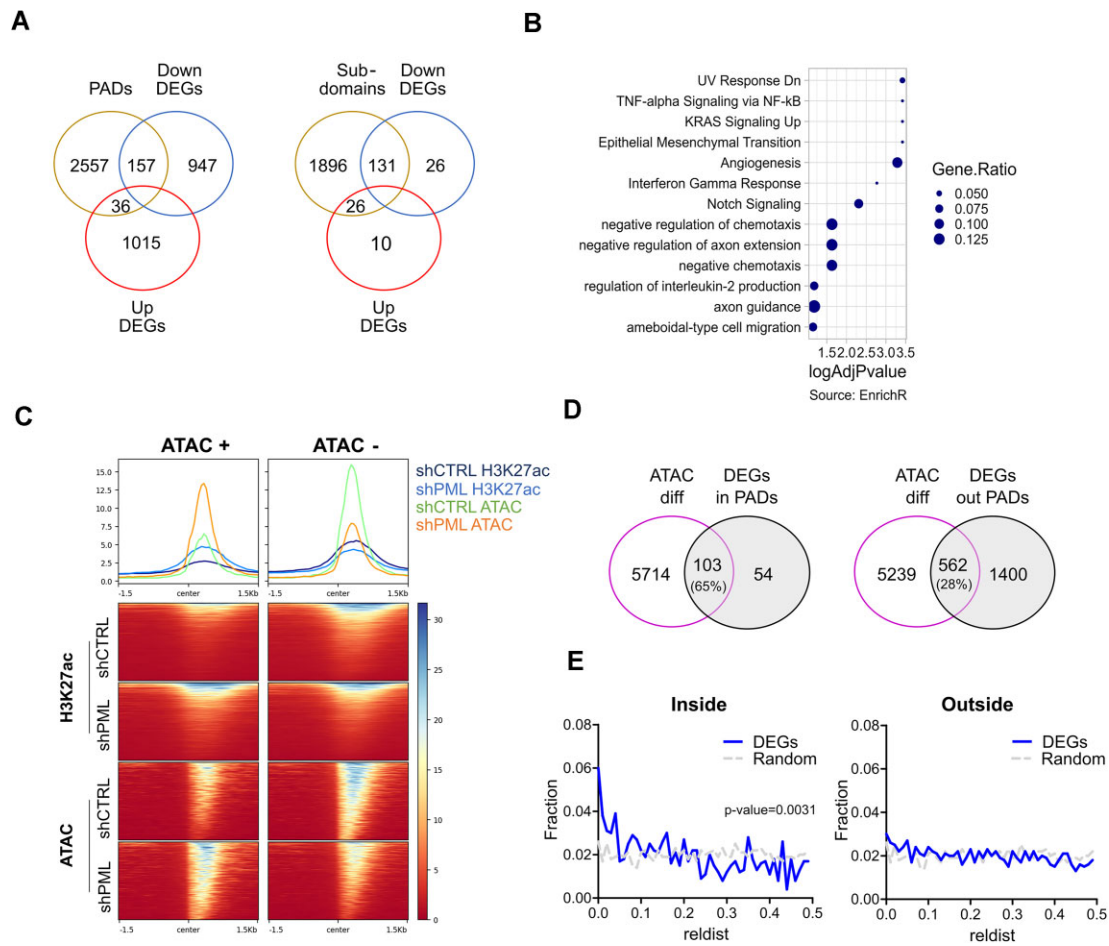 A
PADs
Down
DEGs
2557
157
947
36
1015
Up
DEGs
Sub-
domains
Down
DEGs
1896
131
26
26
10
Up
DEGs
B
UV Response Dn
TNF-alpha Signaling via NF-kB
KRAS Signaling Up
Epithelial Mesenchymal Transition
Angiogenesis
Interferon Gamma Response
Notch Signaling
negative regulation of chemotaxis
negative regulation of axon extension
negative chemotaxis
regulation of interleukin-2 production
axon guidance
ameboidal-type cell migration
1.5 2.0 2.5 3.0 3.5
logAdjPvalue
Source: EnrichR
Gene.Ratio
0.050
0.075
0.100
0.125
C
ATAC +
ATAC -
15.0
12.5
10.0
7.5
5.0
2.5
0.0
-1.5 center 1.5Kb
-1.5 center 1.5Kb
shCTRL H3K27ac
shPML H3K27ac
shCTRL ATAC
shPML ATAC
H3K27ac
shCTRL
shPML
ATAC
shCTRL
shPML
30
25
20
15
10
5
0
-1.5 center 1.5Kb
-1.5 center 1.5Kb
D
ATAC
diff
DEGs
in PADs
5714
103
(65%)
54
ATAC
diff
DEGs
out PADs
5239
562
(28%)
1400
E
Inside
0.08
0.06
0.04
0.02
0.00
Fraction
DEGs
Random
p-value=0.0031
0.0 0.1 0.2 0.3 0.4 0.5
reldist
Outside
0.08
0.06
0.04
0.02
0.00
Fraction
DEGs
Random
0.0 0.1 0.2 0.3 0.4 0.5
reldist